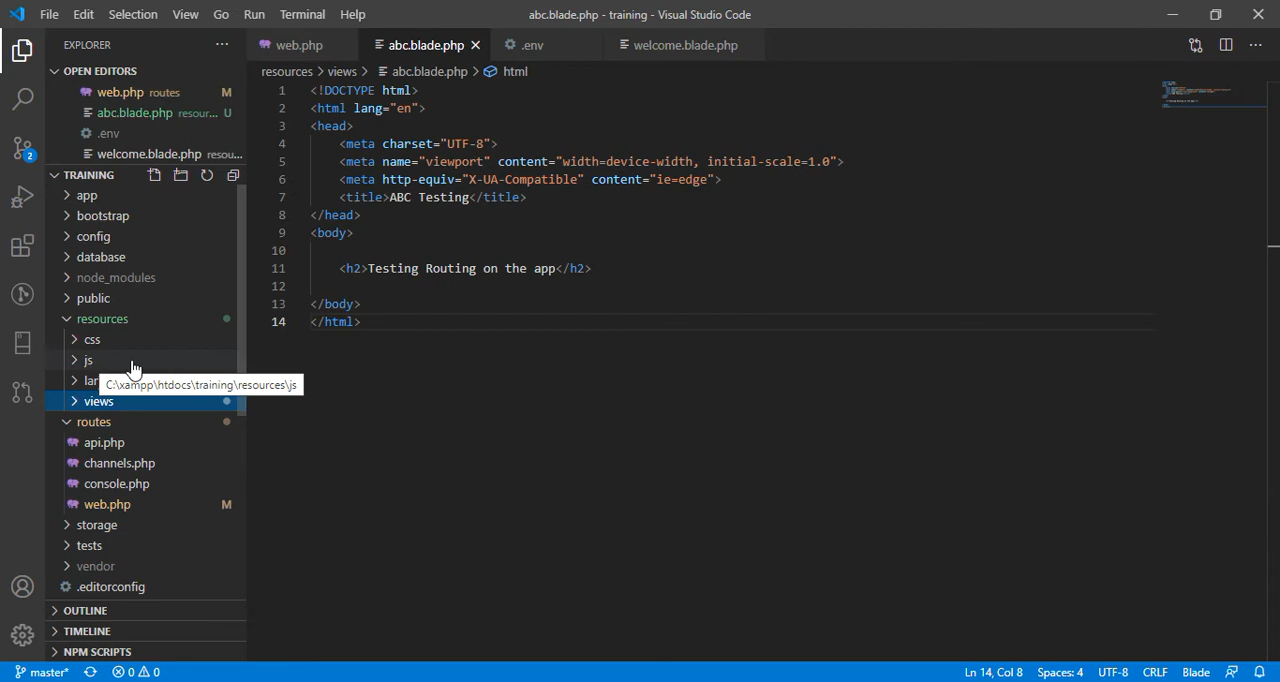 File Edit Selection View Go Run Terminal Help
abc.blade.php - training - Visual Studio Code
EXPLORER
web.php abc.blade.php .env welcome.blade.php
OPEN EDITORS
web.php routes M
abc.blade.php resour... U
.env
welcome.blade.php resou...
TRAINING
app
bootstrap
config
database
node_modules
public
resources
css
js
C:\xampp\htdocs\training\resources\js
views
routes
api.php
channels.php
console.php
web.php M
storage
tests
vendor
.editorconfig
OUTLINE
TIMELINE
NPM SCRIPTS
resources > views > abc.blade.php > html
1 <!DOCTYPE html>
2 <html lang="en">
3 <head>
4 <meta charset="UTF-8">
5 <meta name="viewport" content="width=device-width, initial-scale=1.0">
6 <meta http-equiv="X-UA-Compatible" content="ie=edge">
7 <title>ABC Testing</title>
8 </head>
9 <body>
10
11 <h2>Testing Routing on the app</h2>
12
13 </body>
14 </html>
2
master* 0 0 Ln 14, Col 8 Spaces: 4 UTF-8 CRLF Blade